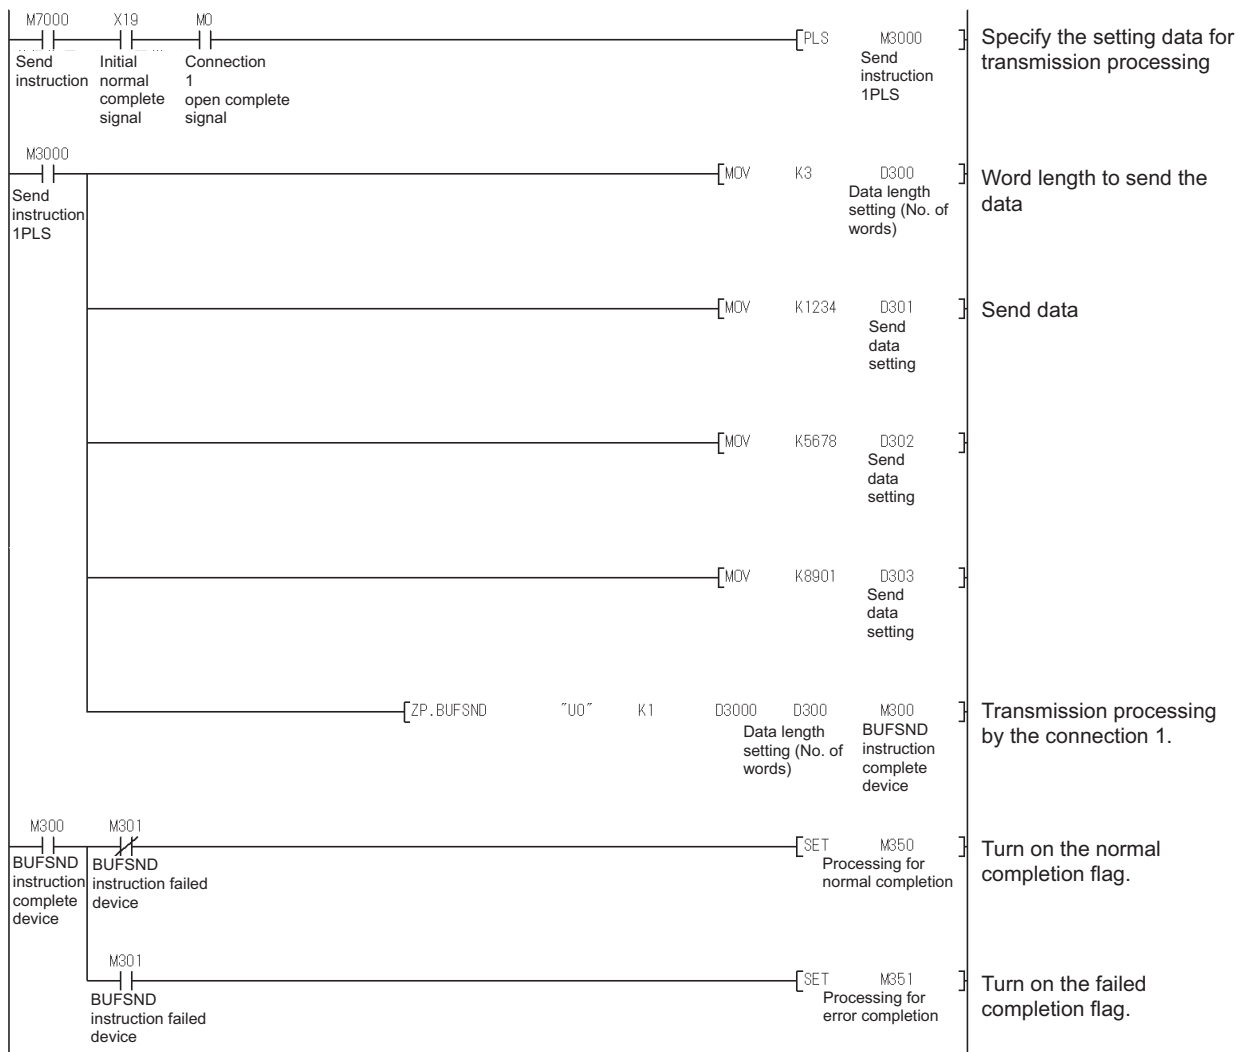 M7000 X19 M0
PLS M3000
Send instruction
Initial normal complete signal
Connection 1 open complete signal
Send instruction 1PLS
Specify the setting data for
transmission processing
M3000
MOV K3 D300
Send instruction 1PLS
Data length setting (No. of words)
Word length to send the
data
MOV K1234 D301
Send data setting
Send data
MOV K5678 D302
Send data setting
MOV K8901 D303
Send data setting
ZP.BUFSND "U0" K1 D3000 D300 M300
Data length setting (No. of words)
BUFSND instruction complete device
Transmission processing
by the connection 1.
M300 M301
SET M350
BUFSND instruction complete device
BUFSND instruction failed device
Processing for normal completion
Turn on the normal
completion flag.
M301
SET M351
BUFSND instruction failed device
Processing for error completion
Turn on the failed
completion flag.